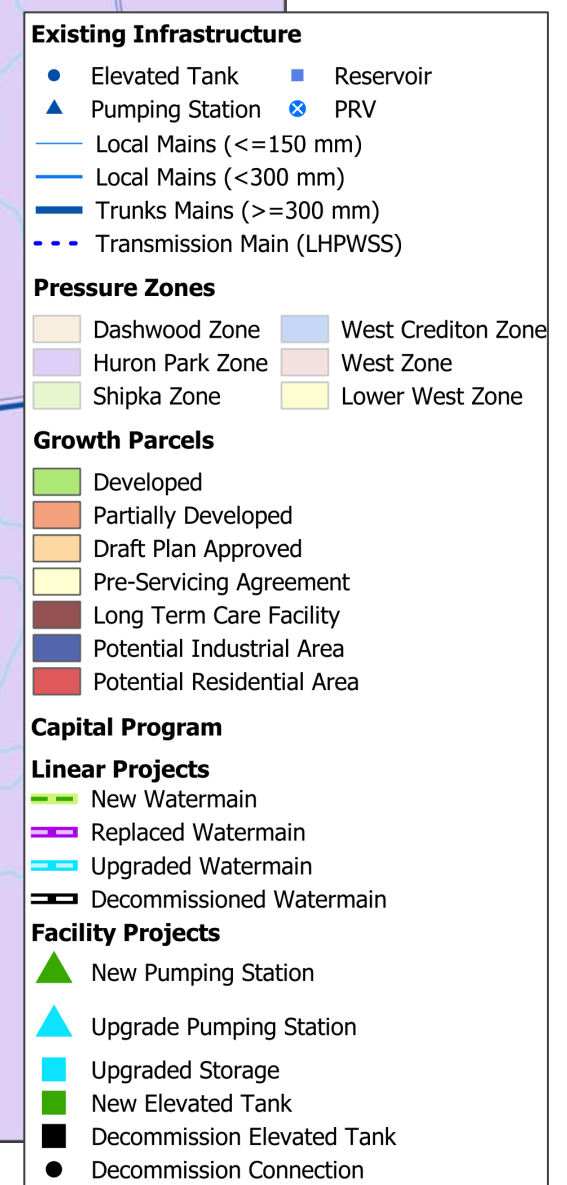 Existing Infrastructure
Elevated Tank Reservoir
Pumping Station PRV
Local Mains (<=150 mm)
Local Mains (<300 mm)
Trunks Mains (>=300 mm)
Transmission Main (LHPWSS)
Pressure Zones
Dashwood Zone West Crediton Zone
Huron Park Zone West Zone
Shipka Zone Lower West Zone
Growth Parcels
Developed
Partially Developed
Draft Plan Approved
Pre-Servicing Agreement
Long Term Care Facility
Potential Industrial Area
Potential Residential Area
Capital Program
Linear Projects
New Watermain
Replaced Watermain
Upgraded Watermain
Decommissioned Watermain
Facility Projects
New Pumping Station
Upgrade Pumping Station
Upgraded Storage
New Elevated Tank
Decommission Elevated Tank
Decommission Connection